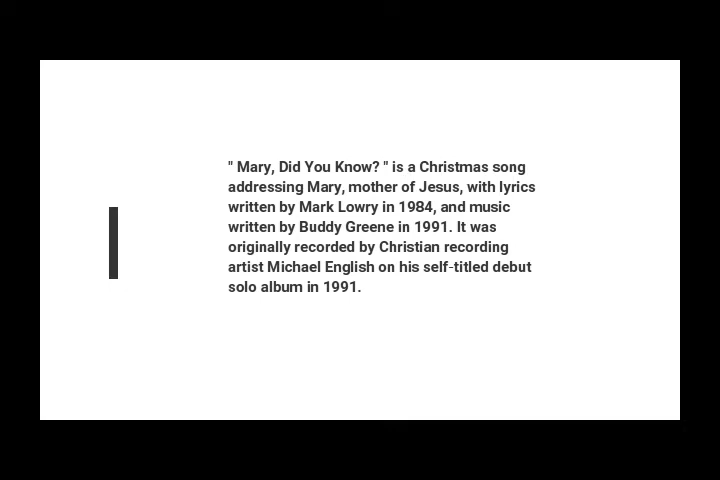 " Mary, Did You Know? " is a Christmas song
addressing Mary, mother of Jesus, with lyrics
written by Mark Lowry in 1984, and music
written by Buddy Greene in 1991. It was
originally recorded by Christian recording
artist Michael English on his self-titled debut
solo album in 1991.